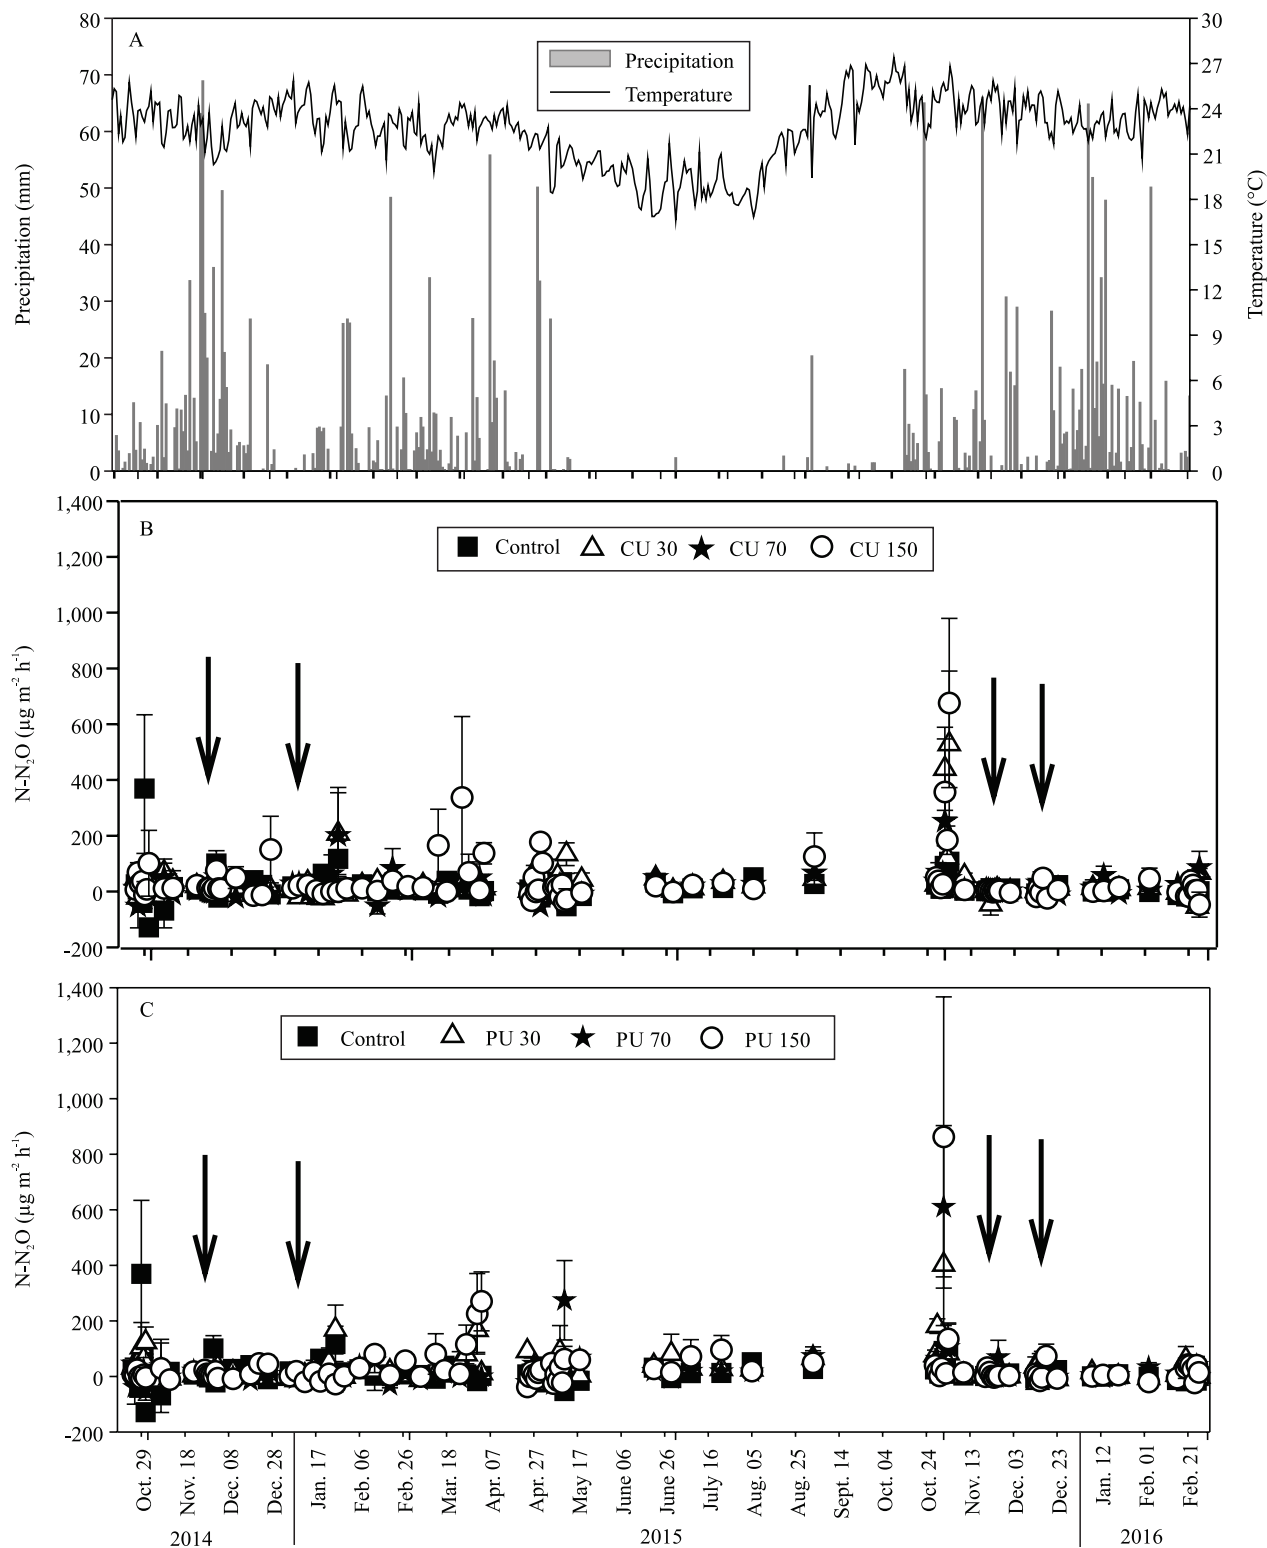 A
Precipitation
Temperature
Precipitation (mm)
80
70
60
50
40
30
20
10
0
Temperature (°C)
30
27
24
21
18
15
12
9
6
3
0
B
Control CU 30 CU 70 CU 150
N-N₂O (µg m⁻² h⁻¹)
1,400
1,200
1,000
800
600
400
200
0
-200
C
Control PU 30 PU 70 PU 150
N-N₂O (µg m⁻² h⁻¹)
1,400
1,200
1,000
800
600
400
200
0
-200
Oct. 29
Nov. 18
Dec. 08
Dec. 28
Jan. 17
Feb. 06
Feb. 26
Mar. 18
Apr. 07
Apr. 27
May. 17
June 06
June 26
July 16
Aug. 05
Aug. 25
Sept. 14
Oct. 04
Oct. 24
Nov. 13
Dec. 03
Dec. 23
Jan. 12
Feb. 01
Feb. 21
2014 2015 2016